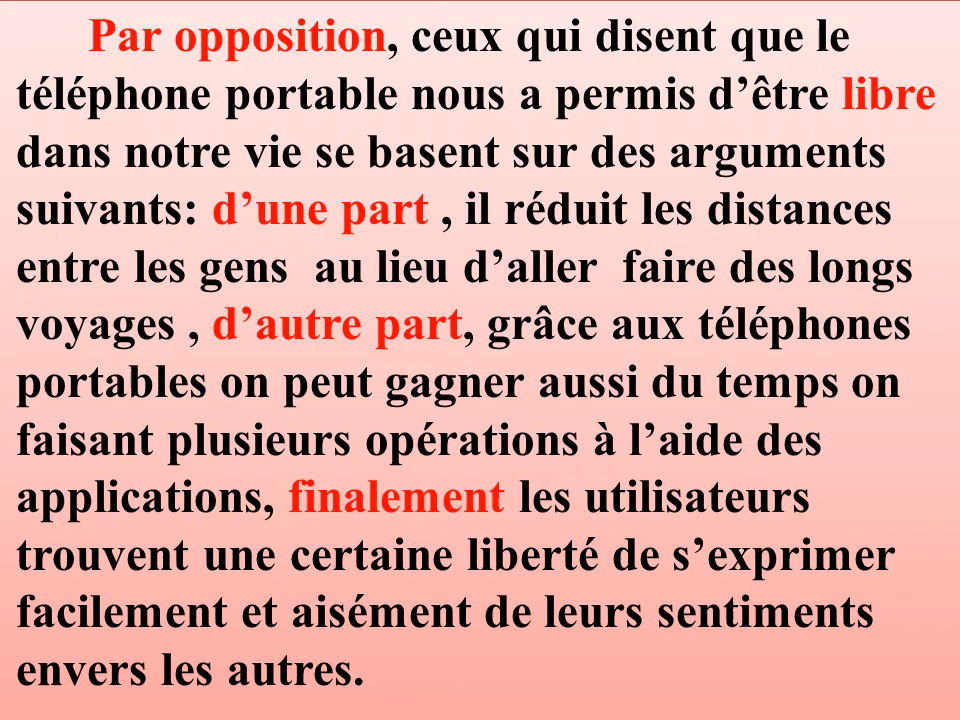 Par opposition, ceux qui disent que le
téléphone portable nous a permis d’être libre
dans notre vie se basent sur des arguments
suivants: d’une part , il réduit les distances
entre les gens  au lieu d’aller  faire des longs
voyages , d’autre part, grâce aux téléphones
portables on peut gagner aussi du temps on
faisant plusieurs opérations à l’aide des
applications, finalement les utilisateurs
trouvent une certaine liberté de s’exprimer
facilement et aisément de leurs sentiments
envers les autres.